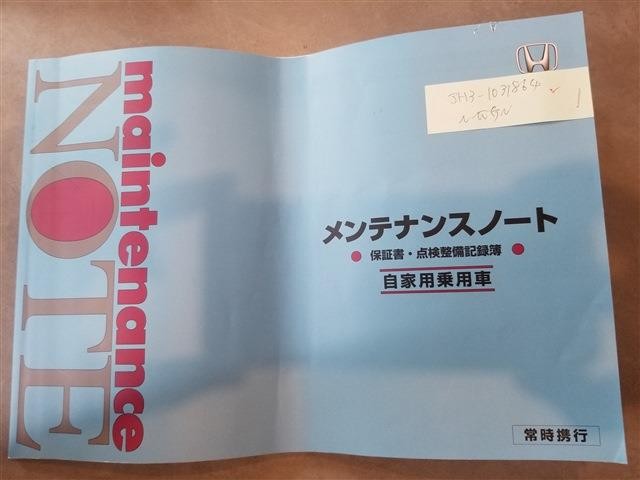 maintenance
NOTE
JH3-1031864
N-WGN
メンテナンスノート
保証書・点検整備記録簿
自家用乗用車
常時携行